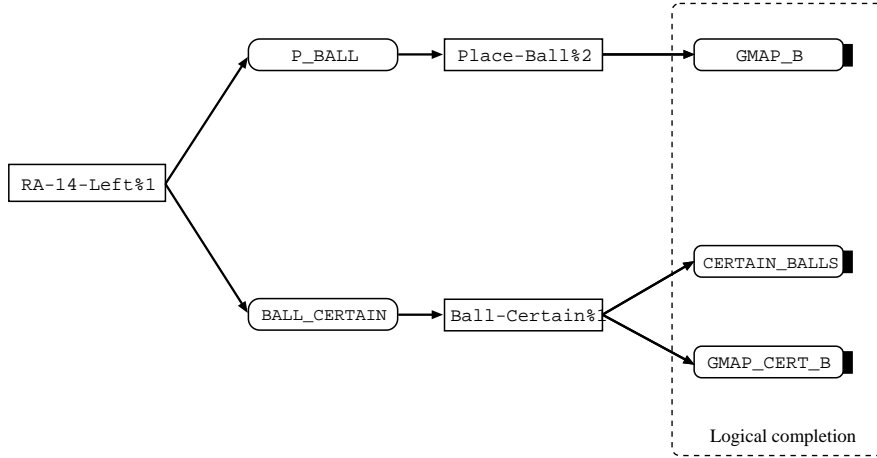 P_BALL
Place-Ball%2
GMAP_B
RA-14-Left%1
CERTAIN_BALLS
BALL_CERTAIN
Ball-Certain%1
GMAP_CERT_B
Logical completion